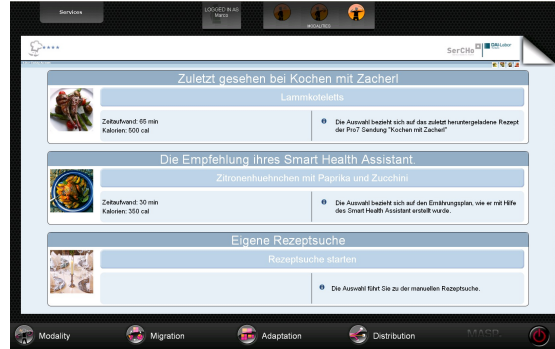 Services
LOGGED IN AS
Marco
MODALITIES
SerCHo
DAI-Labor
Zuletzt gesehen bei Kochen mit Zacherl
Lammkoteletts
Zeitaufwand: 65 min
Kalorien: 500 cal
Die Auswahl bezieht sich auf das zuletzt heruntergeladene Rezept
der Pro7 Sendung "Kochen mit Zacherl"
Die Empfehlung ihres Smart Health Assistant.
Zitronenhuehnchen mit Paprika und Zucchini
Zeitaufwand: 30 min
Kalorien: 350 cal
Die Auswahl bezieht sich auf den Ernährungsplan, wie er mit Hilfe
des Smart Health Assistant erstellt wurde.
Eigene Rezeptsuche
Rezeptsuche starten
Die Auswahl führt Sie zu der manuellen Rezeptsuche.
Modality
Migration
Adaptation
Distribution
MASP